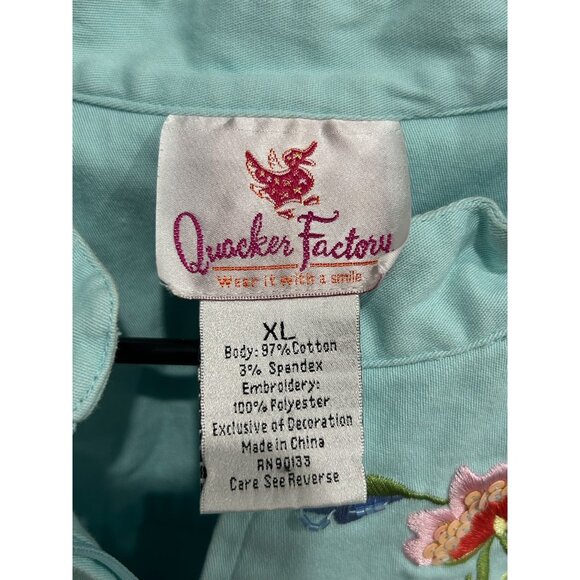 Quacker Factory
Wear it with a smile
XL
Body: 97% Cotton
3% Spandex
Embroidery:
100% Polyester
Exclusive of Decoration
Made in China
RN90133
Care See Reverse